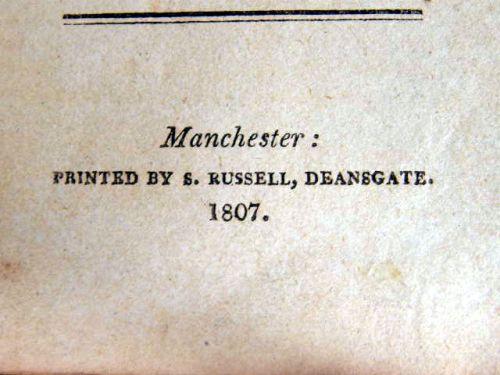 Manchester:
PRINTED BY S. RUSSELL, DEANSGATE.
1807.